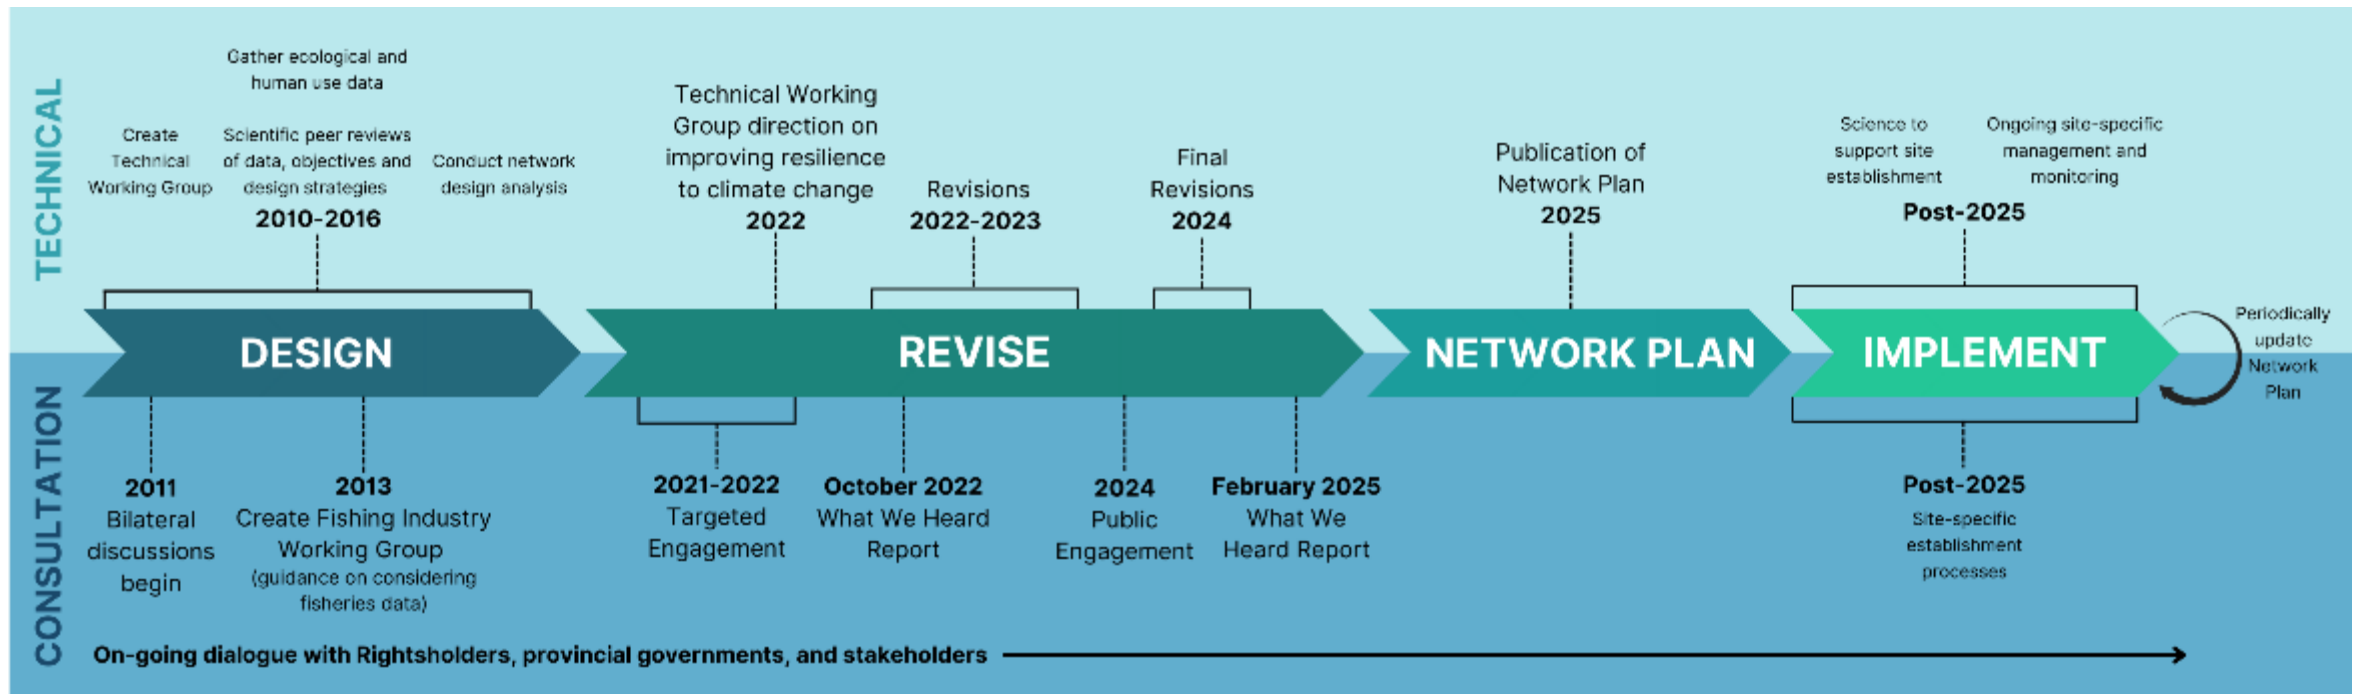 TECHNICAL
Gather ecological and
human use data
Create
Technical
Working Group
Scientific peer reviews
of data, objectives and
design strategies
Conduct network
design analysis
2010-2016
Technical Working
Group direction on
improving resilience
to climate change
2022
Revisions
2022-2023
Final
Revisions
2024
Publication of
Network Plan
2025
Science to
support site
establishment
Ongoing site-specific
management and
monitoring
Post-2025
DESIGN
REVISE
NETWORK PLAN
IMPLEMENT
Periodically
update
Network
Plan
CONSULTATION
2011
Bilateral
discussions
begin
2013
Create Fishing Industry
Working Group
(guidance on considering
fisheries data)
2021-2022
Targeted
Engagement
October 2022
What We Heard
Report
2024
Public
Engagement
February 2025
What We
Heard Report
Post-2025
Site-specific
establishment
processes
On-going dialogue with Rightsholders, provincial governments, and stakeholders